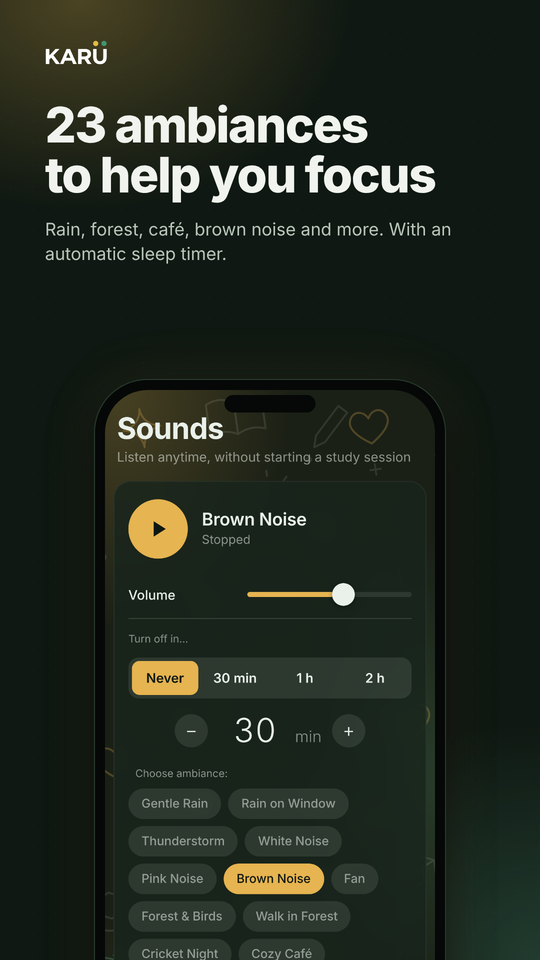 KARÜ
23 ambiances
to help you focus
Rain, forest, café, brown noise and more. With an
automatic sleep timer.
Sounds
Listen anytime, without starting a study session
Brown Noise
Stopped
Volume
Turn off in...
Never 30 min 1 h 2 h
− 30 min +
Choose ambiance:
Gentle Rain Rain on Window
Thunderstorm White Noise
Pink Noise Brown Noise Fan
Forest & Birds Walk in Forest
Cricket Night Cozy Café